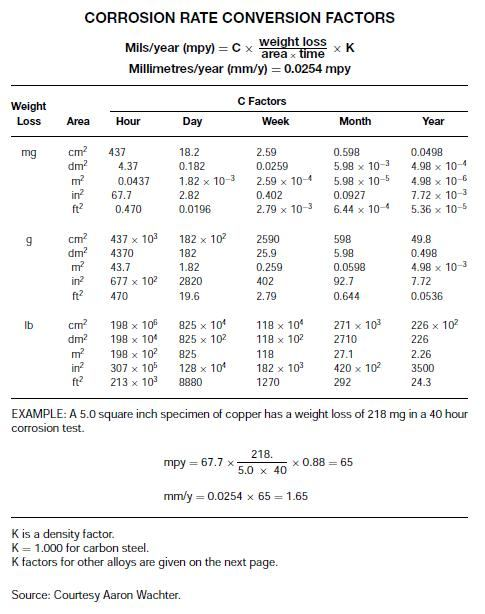 CORROSION RATE CONVERSION FACTORS
Mils/year (mpy) = C × weight loss / area × time × K
Millimetres/year (mm/y) = 0.0254 mpy
C Factors
Weight Loss Area Hour Day Week Month Year
mg cm² 437 18.2 2.59 0.598 0.0498
dm² 4.37 0.182 0.0259 5.98 × 10⁻³ 4.98 × 10⁻⁴
m² 0.0437 1.82 × 10⁻³ 2.59 × 10⁻⁴ 5.98 × 10⁻⁵ 4.98 × 10⁻⁶
in² 67.7 2.82 0.402 0.0927 7.72 × 10⁻³
ft² 0.470 0.0196 2.79 × 10⁻³ 6.44 × 10⁻⁴ 5.36 × 10⁻⁵
g cm² 437 × 10³ 182 × 10² 2590 598 49.8
dm² 4370 182 25.9 5.98 0.498
m² 43.7 1.82 0.259 0.0598 4.98 × 10⁻³
in² 677 × 10² 2820 402 92.7 7.72
ft² 470 19.6 2.79 0.644 0.0536
lb cm² 198 × 10⁶ 825 × 10⁴ 118 × 10⁴ 271 × 10³ 226 × 10²
dm² 198 × 10⁴ 825 × 10² 118 × 10² 2710 226
m² 198 × 10² 825 118 27.1 2.26
in² 307 × 10⁵ 128 × 10⁴ 182 × 10³ 420 × 10² 3500
ft² 213 × 10³ 8880 1270 292 24.3
EXAMPLE: A 5.0 square inch specimen of copper has a weight loss of 218 mg in a 40 hour
corrosion test.
mpy = 67.7 × 218. / 5.0 × 40 × 0.88 = 65
mm/y = 0.0254 × 65 = 1.65
K is a density factor.
K = 1.000 for carbon steel.
K factors for other alloys are given on the next page.
Source: Courtesy Aaron Wachter.